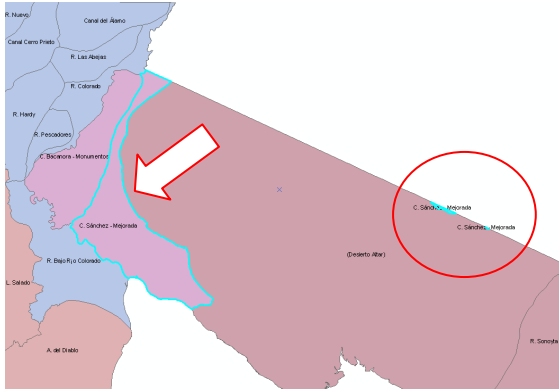 R. Nuevo
Canal del Álamo
Canal Cerro Prieto
R. Las Abejas
R. Colorado
R. Hardy
R. Pescadores
C. Bacanora - Monumentos
C. Sánchez - Mejorada
C. Sánchez - Mejorada
C. Sánchez - Mejorada
(Desierto Altar)
R. Bajo Río Colorado
L. Salado
R. Sonoyta
A. del Diablo